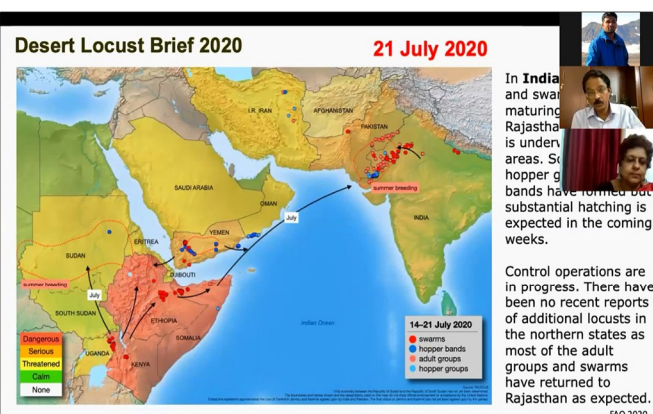 Desert Locust Brief 2020
21 July 2020
I.R. IRAN
AFGHANISTAN
PAKISTAN
SAUDI ARABIA
summer breeding
OMAN
July
INDIA
YEMEN
ERITREA
SUDAN
DJIBOUTI
summer breeding
July
SOUTH SUDAN
ETHIOPIA
SOMALIA
UGANDA
KENYA
Indian Ocean
Dangerous
Serious
Threatened
Calm
None
14–21 July 2020
swarms
hopper bands
adult groups
hopper groups
In India
and swar
maturing
Rajastha
is underw
areas. So
hopper g
bands have formed but
substantial hatching is
expected in the coming
weeks.
Control operations are
in progress. There have
been no recent reports
of additional locusts in
the northern states as
most of the adult
groups and swarms
have returned to
Rajasthan as expected.
FAO 2020